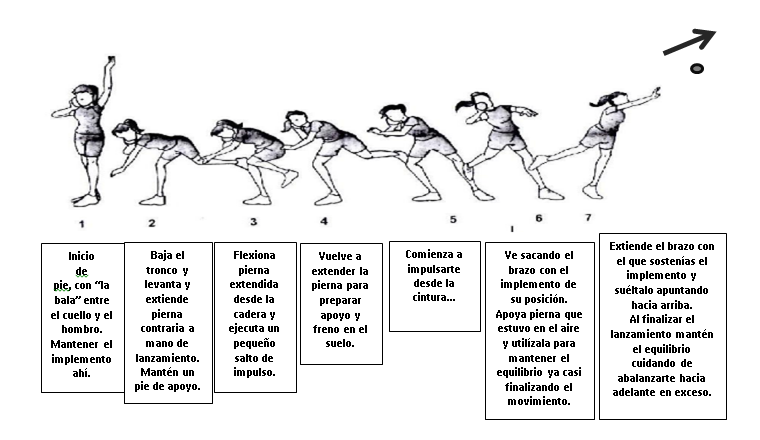 1
2
3
4
5
6
7
Inicio
de
pie, con “la
bala” entre
el cuello y el
hombro.
Mantener el
implemento
ahí.
Baja el
tronco y
levanta y
extiende
pierna
contraria a
mano de
lanzamiento.
Mantén un
pie de apoyo.
Flexiona
pierna
extendida
desde la
cadera y
ejecuta un
pequeño
salto de
impulso.
Vuelve a
extender la
pierna para
preparar
apoyo y
freno en el
suelo.
Comienza a
impulsarte
desde la
cintura...
Ve sacando el
brazo con el
implemento de
su posición.
Apoya pierna que
estuvo en el aire
y utilízala para
mantener el
equilibrio ya casi
finalizando el
movimiento.
Extiende el brazo con
el que sostenías el
implemento y
suéltalo apuntando
hacia arriba.
Al finalizar el
lanzamiento mantén
el equilibrio
cuidando de
abalanzarte hacia
adelante en exceso.